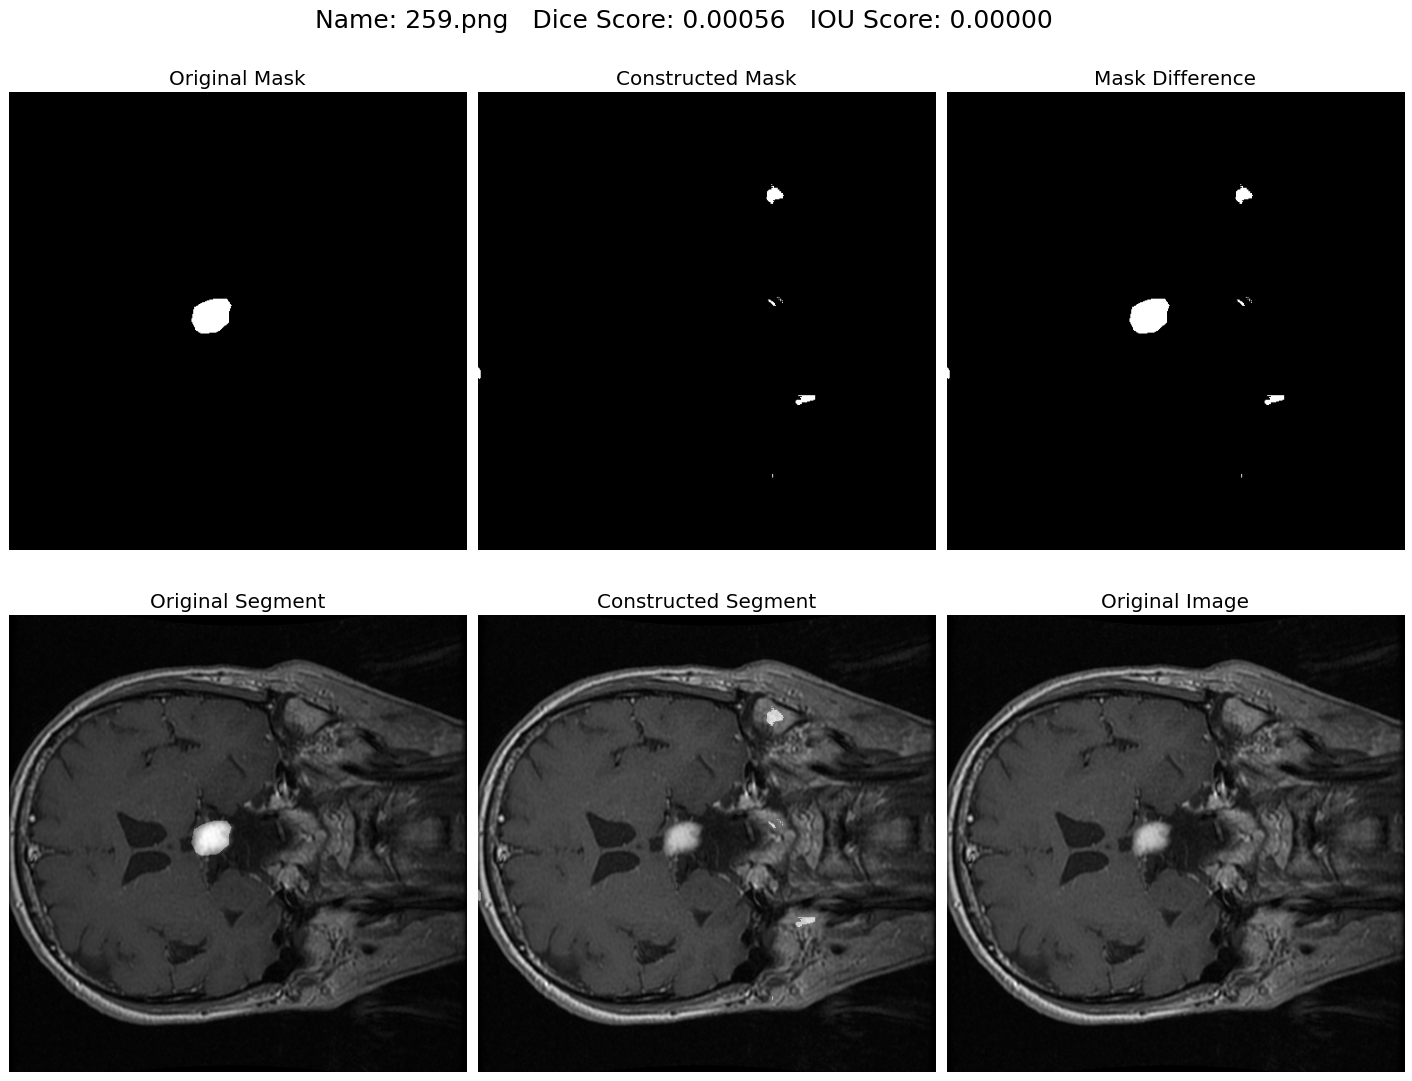 Name: 259.png   Dice Score: 0.00056   IOU Score: 0.00000
Original Mask
Constructed Mask
Mask Difference
Original Segment
Constructed Segment
Original Image